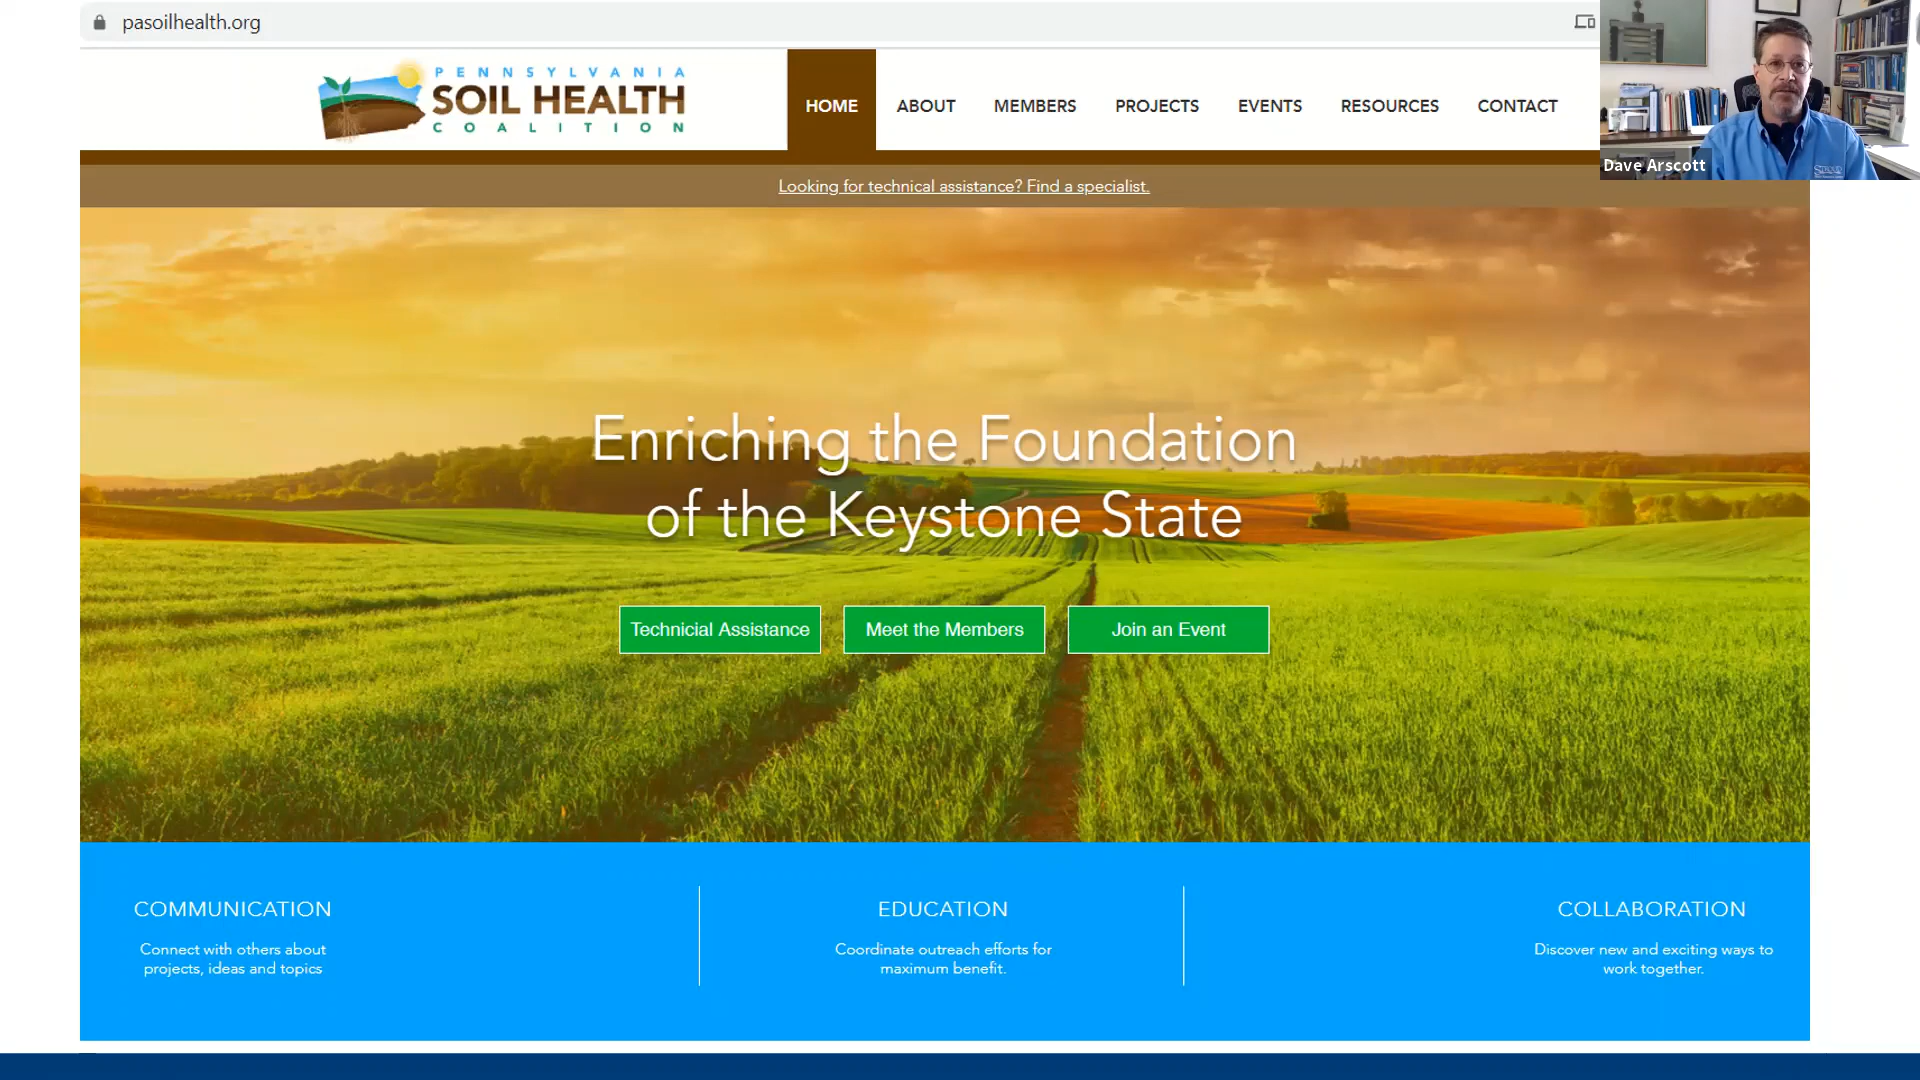 pasoilhealth.org
PENNSYLVANIA
SOIL HEALTH
COALITION
HOME ABOUT MEMBERS PROJECTS EVENTS RESOURCES CONTACT
Dave Arscott
Looking for technical assistance? Find a specialist.
Enriching the Foundation
of the Keystone State
Technicial Assistance Meet the Members Join an Event
COMMUNICATION
Connect with others about
projects, ideas and topics
EDUCATION
Coordinate outreach efforts for
maximum benefit.
COLLABORATION
Discover new and exciting ways to
work together.